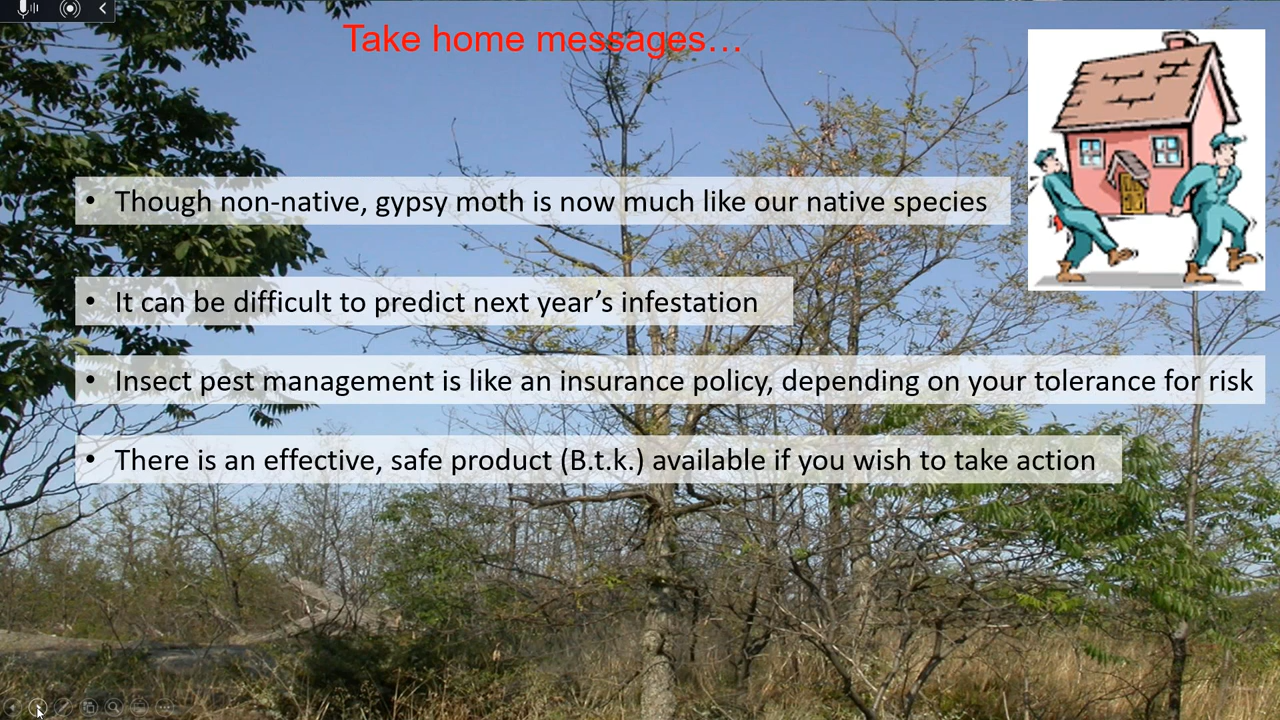 Take home messages…
• Though non-native, gypsy moth is now much like our native species
• It can be difficult to predict next year’s infestation
• Insect pest management is like an insurance policy, depending on your tolerance for risk
• There is an effective, safe product (B.t.k.) available if you wish to take action